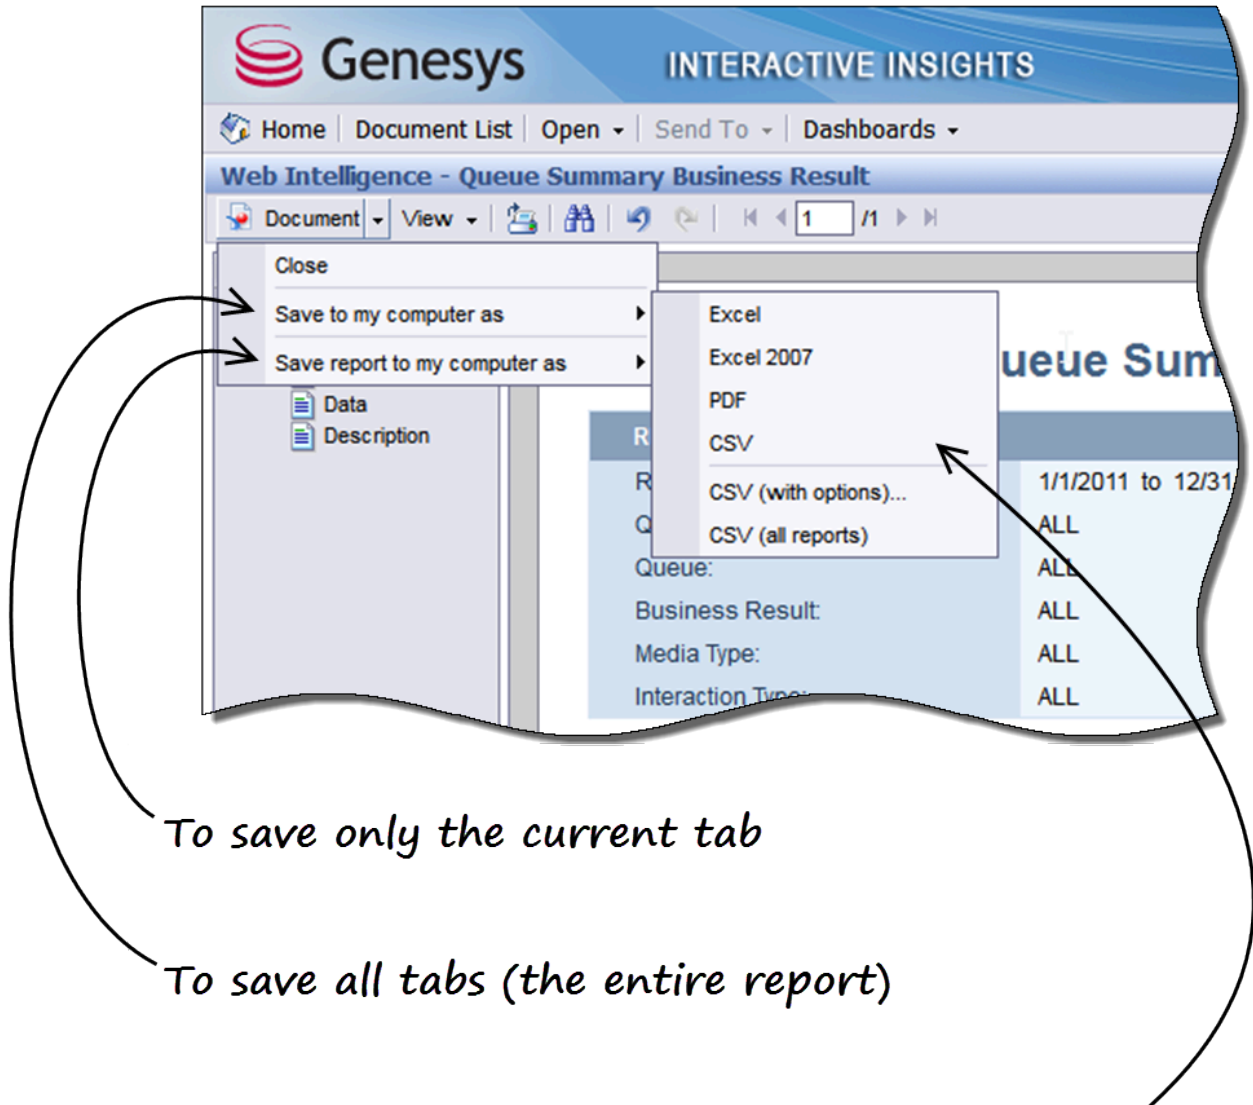 Genesys INTERACTIVE INSIGHTS
Home Document List Open Send To Dashboards
Web Intelligence - Queue Summary Business Result
Document View 1 /1
Close
Save to my computer as
Save report to my computer as
Excel
Excel 2007
PDF
CSV
CSV (with options)...
CSV (all reports)
Data
Description
ueue Sum
R
R 1/1/2011 to 12/31/
Q ALL
Queue: ALL
Business Result: ALL
Media Type: ALL
Interaction Type: ALL
To save only the current tab
To save all tabs (the entire report)